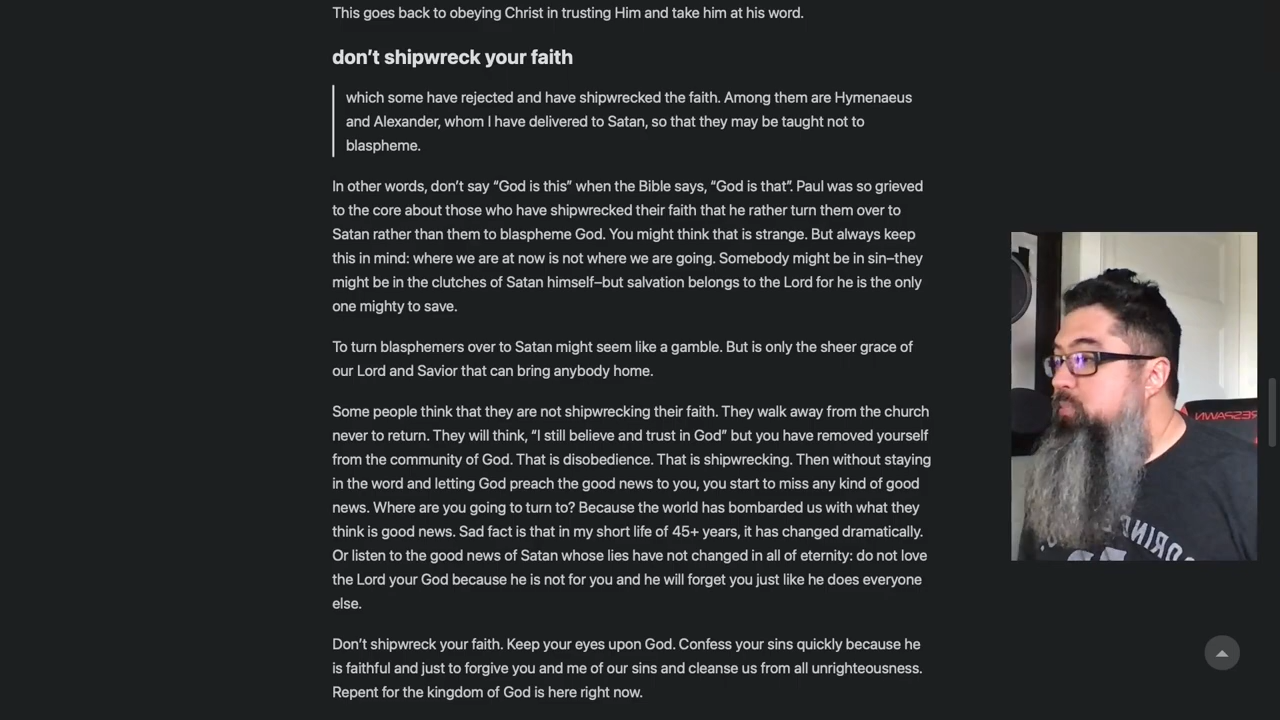 This goes back to obeying Christ in trusting Him and take him at his word.
don’t shipwreck your faith
which some have rejected and have shipwrecked the faith. Among them are Hymenaeus
and Alexander, whom I have delivered to Satan, so that they may be taught not to
blaspheme.
In other words, don’t say “God is this” when the Bible says, “God is that”. Paul was so grieved
to the core about those who have shipwrecked their faith that he rather turn them over to
Satan rather than them to blaspheme God. You might think that is strange. But always keep
this in mind: where we are at now is not where we are going. Somebody might be in sin–they
might be in the clutches of Satan himself–but salvation belongs to the Lord for he is the only
one mighty to save.
To turn blasphemers over to Satan might seem like a gamble. But is only the sheer grace of
our Lord and Savior that can bring anybody home.
Some people think that they are not shipwrecking their faith. They walk away from the church
never to return. They will think, “I still believe and trust in God” but you have removed yourself
from the community of God. That is disobedience. That is shipwrecking. Then without staying
in the word and letting God preach the good news to you, you start to miss any kind of good
news. Where are you going to turn to? Because the world has bombarded us with what they
think is good news. Sad fact is that in my short life of 45+ years, it has changed dramatically.
Or listen to the good news of Satan whose lies have not changed in all of eternity: do not love
the Lord your God because he is not for you and he will forget you just like he does everyone
else.
Don’t shipwreck your faith. Keep your eyes upon God. Confess your sins quickly because he
is faithful and just to forgive you and me of our sins and cleanse us from all unrighteousness.
Repent for the kingdom of God is here right now.
RESPAWN